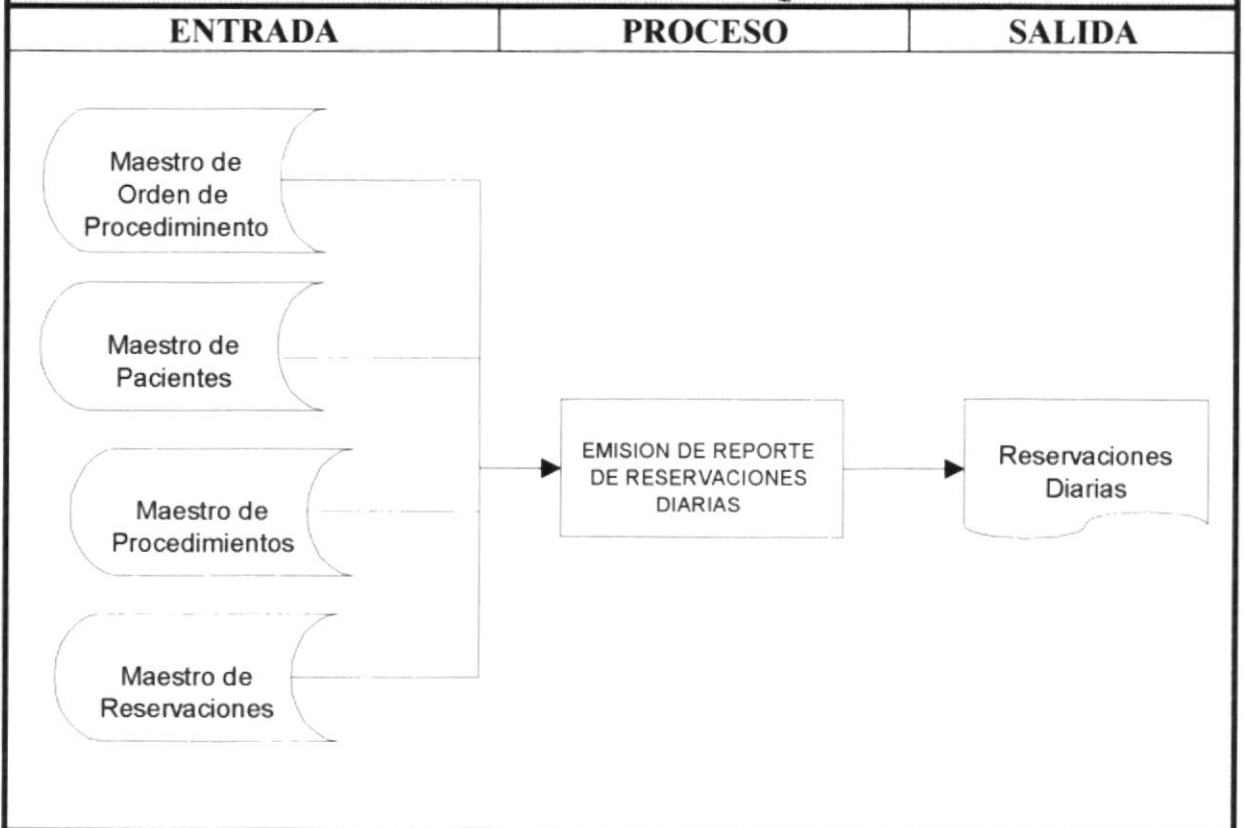 ENTRADA
PROCESO
SALIDA
Maestro de
Orden de
Procediminento
Maestro de
Pacientes
Maestro de
Procedimientos
Maestro de
Reservaciones
EMISION DE REPORTE
DE RESERVACIONES
DIARIAS
Reservaciones
Diarias